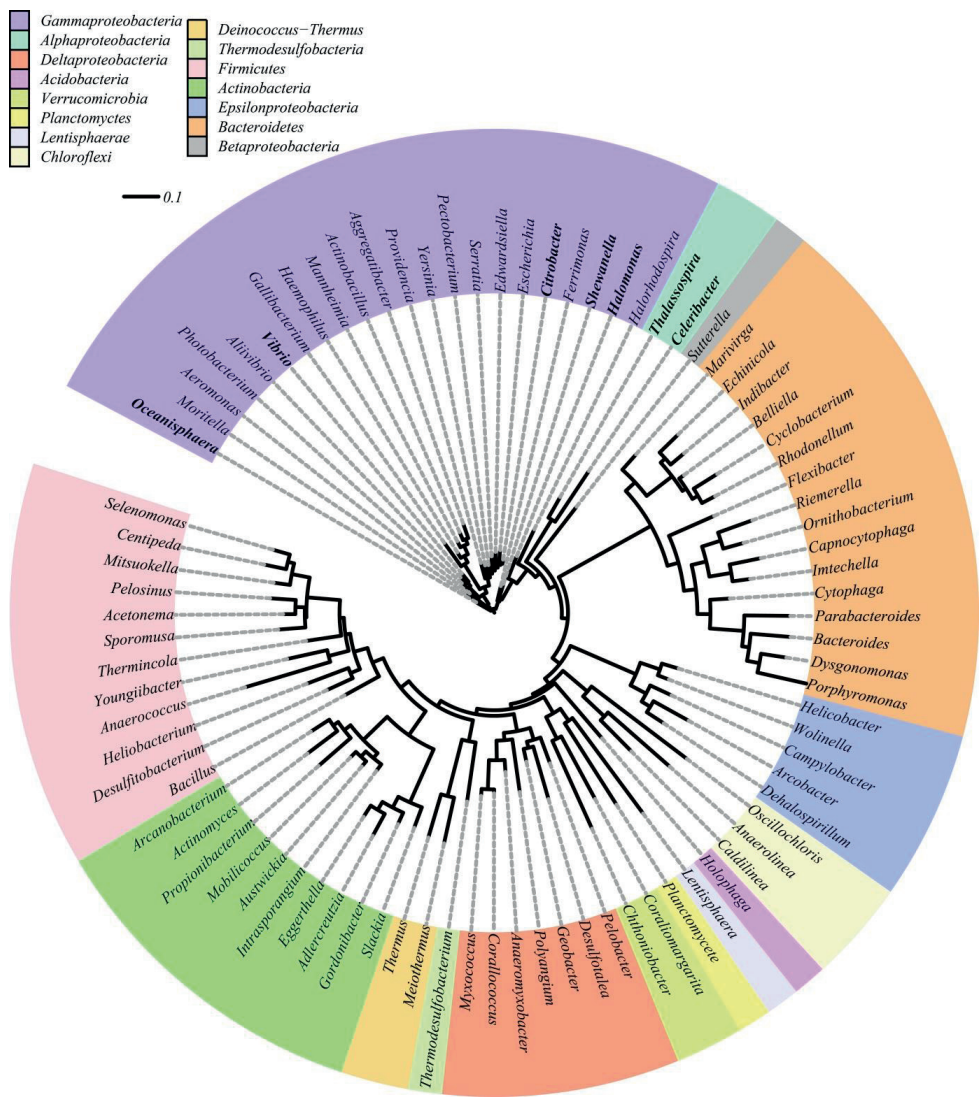 Gammaproteobacteria
Alphaproteobacteria
Deltaproteobacteria
Acidobacteria
Verrucomicrobia
Planctomyctes
Lentisphaerae
Chloroflexi
Deinococcus-Thermus
Thermodesulfobacteria
Firmicutes
Actinobacteria
Epsilonproteobacteria
Bacteroidetes
Betaproteobacteria
0.1
Oceanisphaera
Moritella
Aeromonas
Photobacterium
Aliivibrio
Vibrio
Gallibacterium
Haemophilus
Mannheimia
Actinobacillus
Aggregatibacter
Providencia
Yersinia
Pectobacterium
Serratia
Edwardsiella
Escherichia
Citrobacter
Ferrimonas
Shewanella
Halomonas
Halorhodospira
Thalassospira
Celeribacter
Sutterella
Marivirga
Echinicola
Indibacter
Belliella
Cyclobacterium
Rhodonellum
Flexibacter
Riemerella
Ornithobacterium
Capnocytophaga
Imtechella
Cytophaga
Parabacteroides
Bacteroides
Dysgonomonas
Porphyromonas
Helicobacter
Wolinella
Campylobacter
Arcobacter
Dehalospirillum
Oscillochloris
Anaerolinea
Caldilinea
Holophaga
Lentisphaera
Planctomycete
Coraliomargarita
Chthoniobacter
Pelobacter
Desulfotalea
Geobacter
Polyangium
Anaeromyxobacter
Corallococcus
Myxococcus
Thermodesulfobacterium
Meiothermus
Thermus
Slackia
Gordonibacter
Adlercreutzia
Eggerthella
Intrasporangium
Austwickia
Mobilicoccus
Propionibacterium
Actinomyces
Arcanobacterium
Bacillus
Desulfitobacterium
Heliobacterium
Anaerococcus
Youngiibacter
Thermincola
Sporomusa
Acetonema
Pelosinus
Mitsuokella
Centipeda
Selenomonas